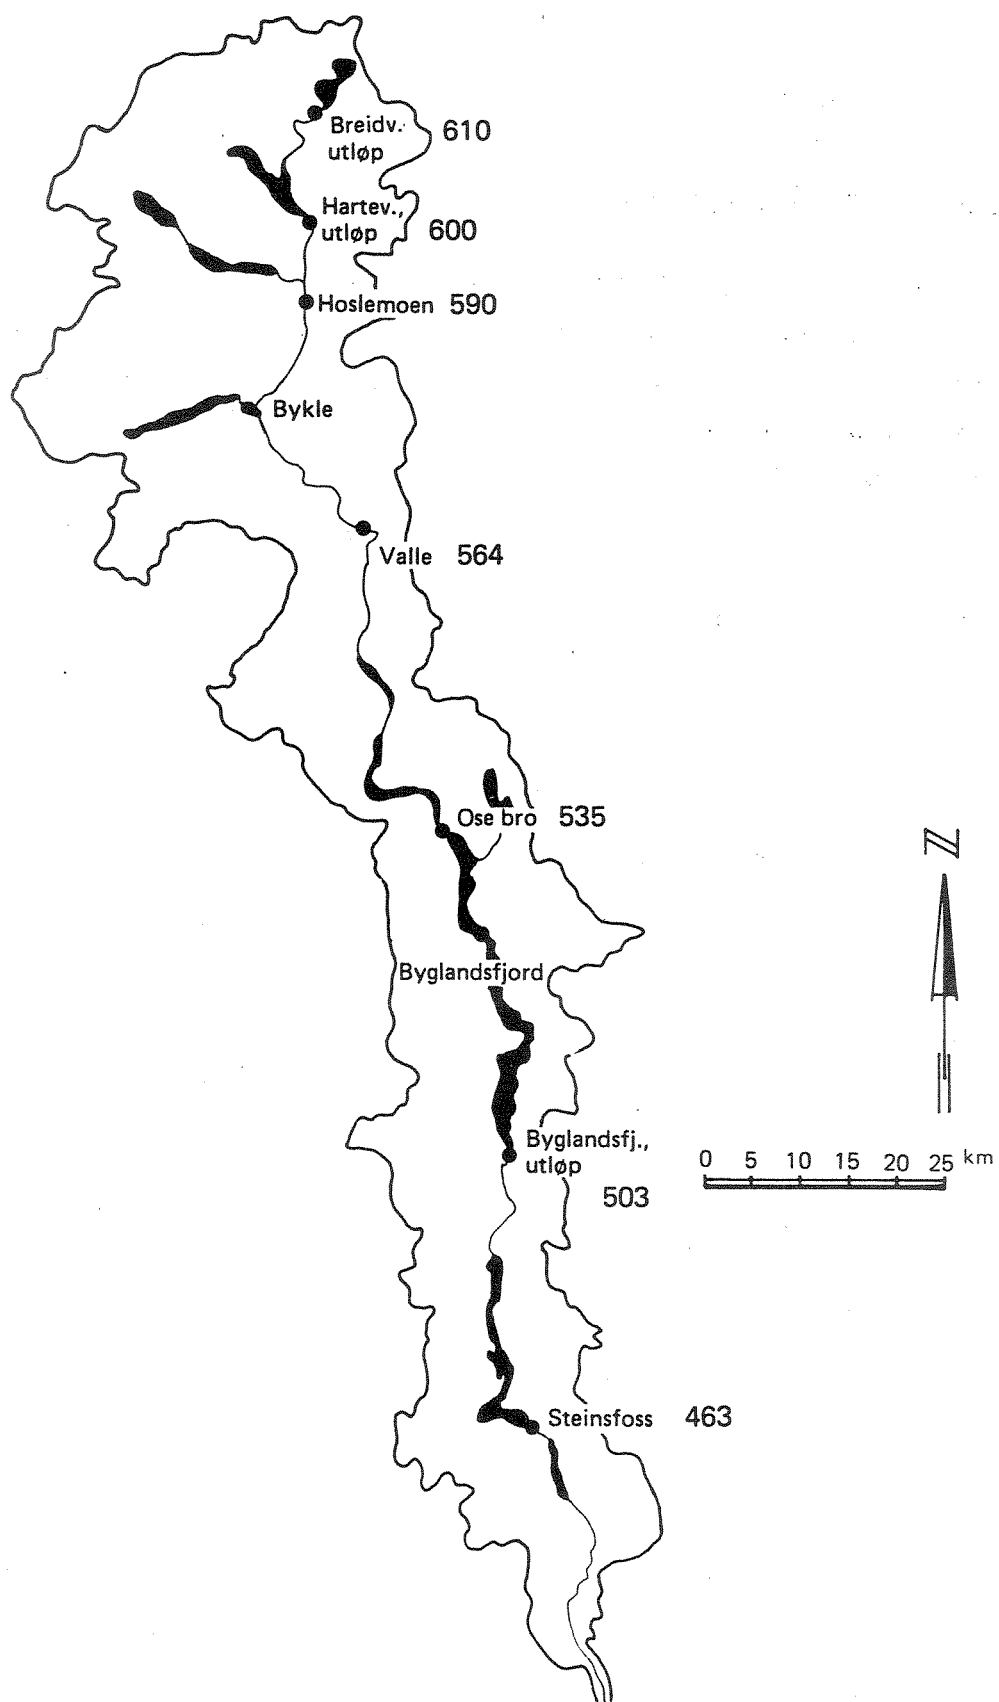 Breidv. 610
utløp
Hartev.,
utløp 600
Hoslemoen 590
Bykle
Valle 564
Ose bro 535
N
Byglandsfjord
Byglandsfj.,
utløp
0 5 10 15 20 25 km
503
Steinsfoss 463